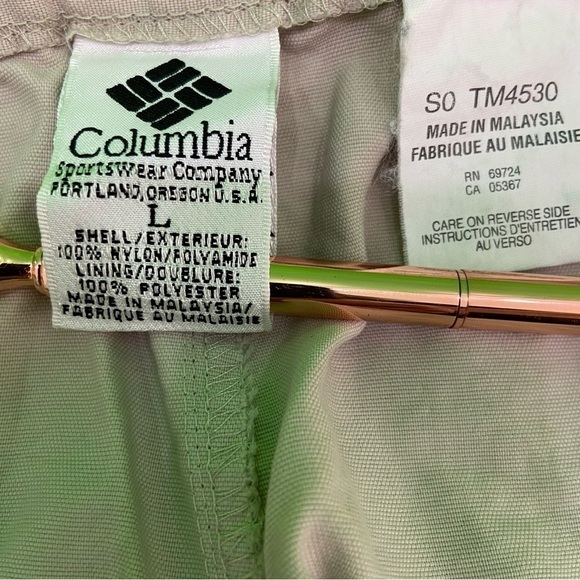 Columbia
Sportswear Company
PORTLAND, OREGON U.S.A.
L
SHELL/EXTERIEUR:
100% NYLON/POLYAMIDE
LINING/DOUBLURE:
100% POLYESTER
MADE IN MALAYSIA/
FABRIQUE AU MALAISIE
S0 TM4530
MADE IN MALAYSIA
FABRIQUE AU MALAISIE
RN 69724
CA 05367
CARE ON REVERSE SIDE
INSTRUCTIONS D'ENTRETIEN
AU VERSO